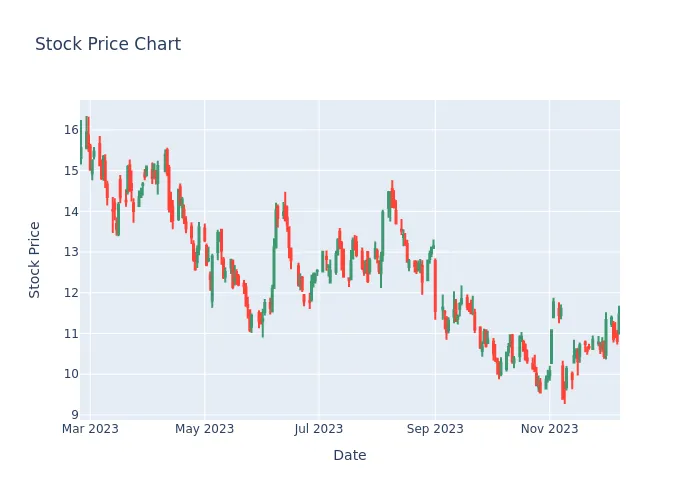 Stock Price Chart
16
15
14
13
12
11
10
9
Stock Price
Mar 2023
May 2023
Jul 2023
Sep 2023
Nov 2023
Date